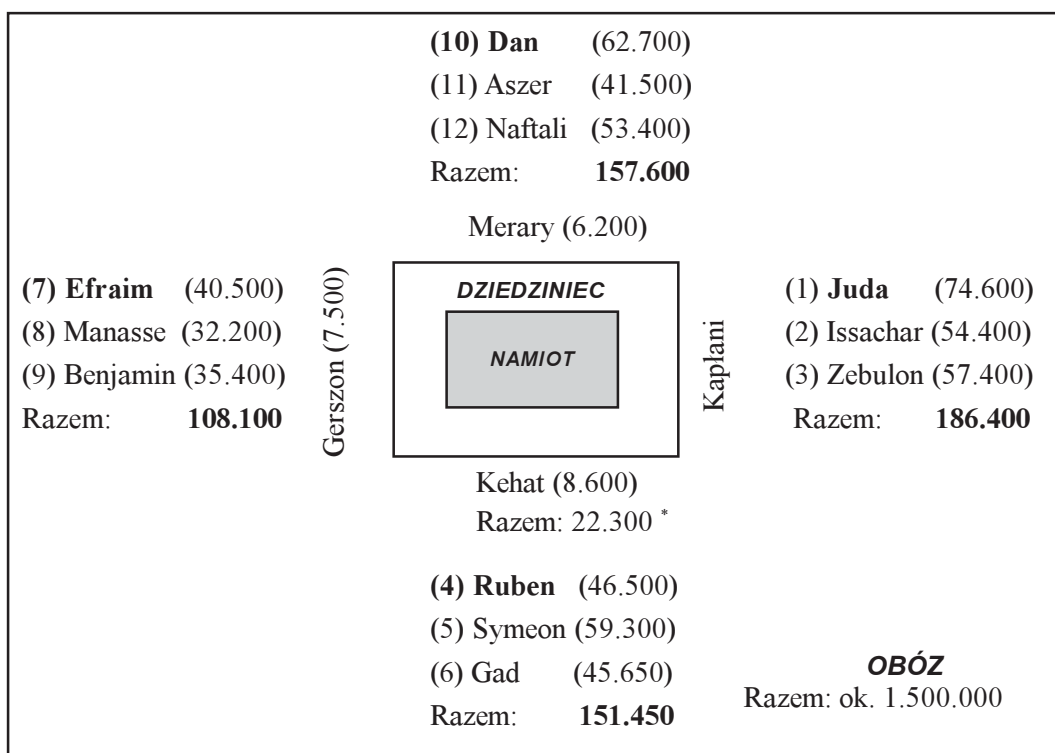 (10) Dan (62.700)
(11) Aszer (41.500)
(12) Naftali (53.400)
Razem: 157.600
Merary (6.200)
(7) Efraim (40.500)
(8) Manasse (32.200)
(9) Benjamin (35.400)
Razem: 108.100
Gerszon (7.500)
DZIEDZINIEC
NAMIOT
Kapłani
(1) Juda (74.600)
(2) Issachar (54.400)
(3) Zebulon (57.400)
Razem: 186.400
Kehat (8.600)
Razem: 22.300 *
(4) Ruben (46.500)
(5) Symeon (59.300)
(6) Gad (45.650)
Razem: 151.450
OBÓZ
Razem: ok. 1.500.000